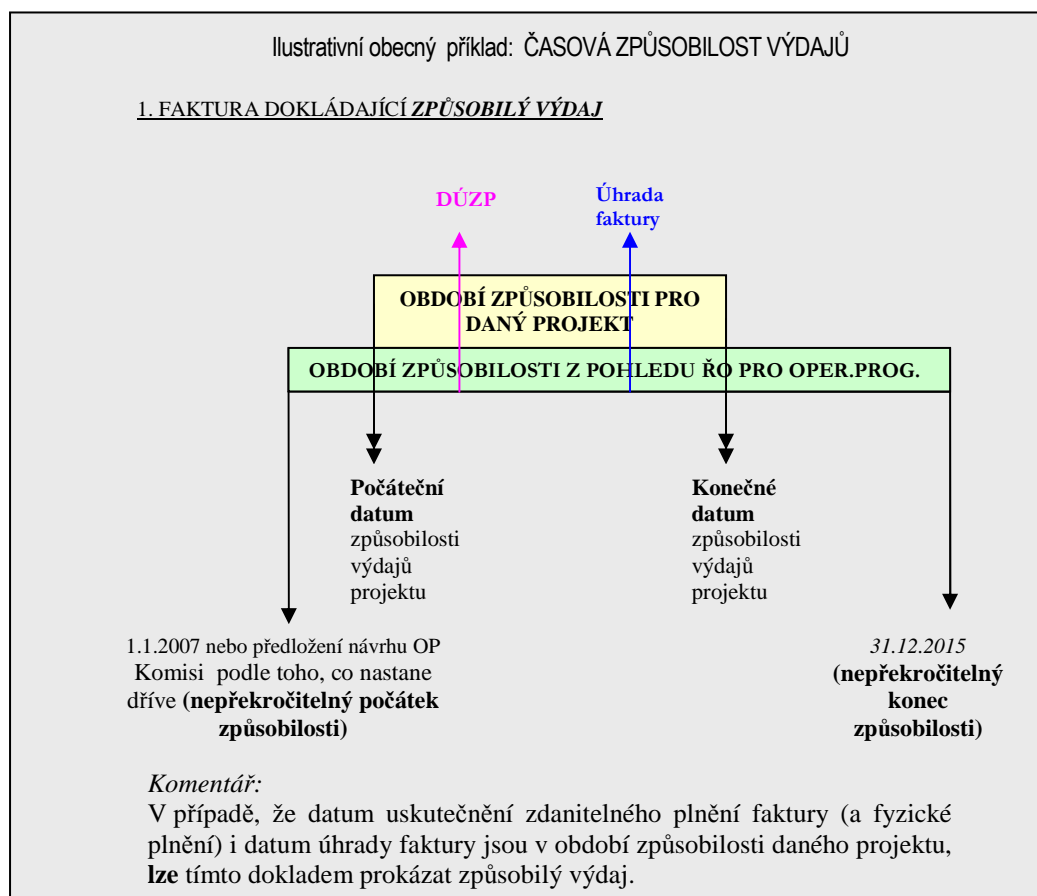 Ilustrativní obecný příklad: ČASOVÁ ZPŮSOBILOST VÝDAJŮ
1. FAKTURA DOKLÁDAJÍCÍ ZPŮSOBILÝ VÝDAJ
DÚZP
Úhrada
faktury
OBDOBÍ ZPŮSOBILOSTI PRO
DANÝ PROJEKT
OBDOBÍ ZPŮSOBILOSTI Z POHLEDU ŘO PRO OPER.PROG.
Počáteční
datum
způsobilosti
výdajů
projektu
Konečné
datum
způsobilosti
výdajů
projektu
1.1.2007 nebo předložení návrhu OP
Komisi podle toho, co nastane
dříve (nepřekročitelný počátek
způsobilosti)
31.12.2015
(nepřekročitelný
konec
způsobilosti)
Komentář:
V případě, že datum uskutečnění zdanitelného plnění faktury (a fyzické
plnění) i datum úhrady faktury jsou v období způsobilosti daného projektu,
lze tímto dokladem prokázat způsobilý výdaj.